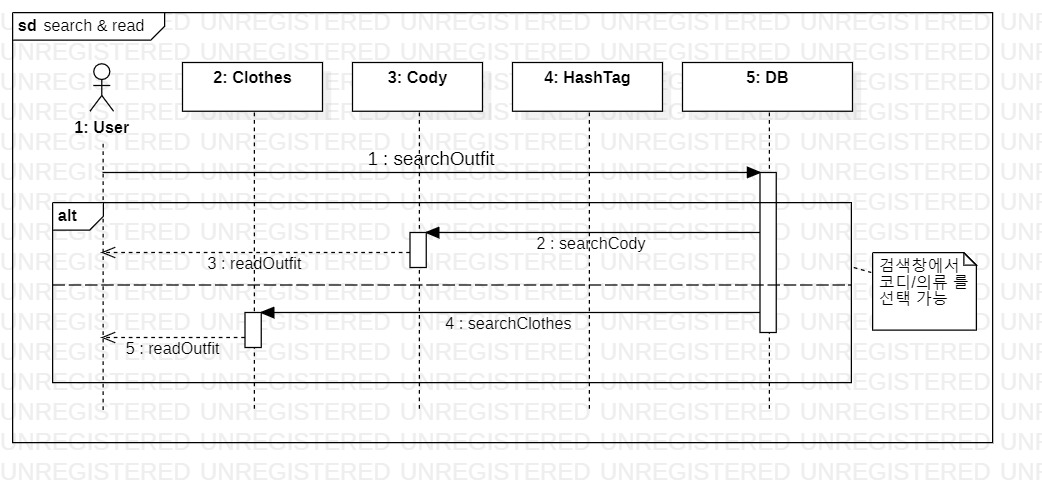 sd search & read
1: User
2: Clothes
3: Cody
4: HashTag
5: DB
1 : searchOutfit
alt
2 : searchCody
3 : readOutfit
4 : searchClothes
5 : readOutfit
검색창에서
코디/의류 를
선택 가능
UNREGISTERED